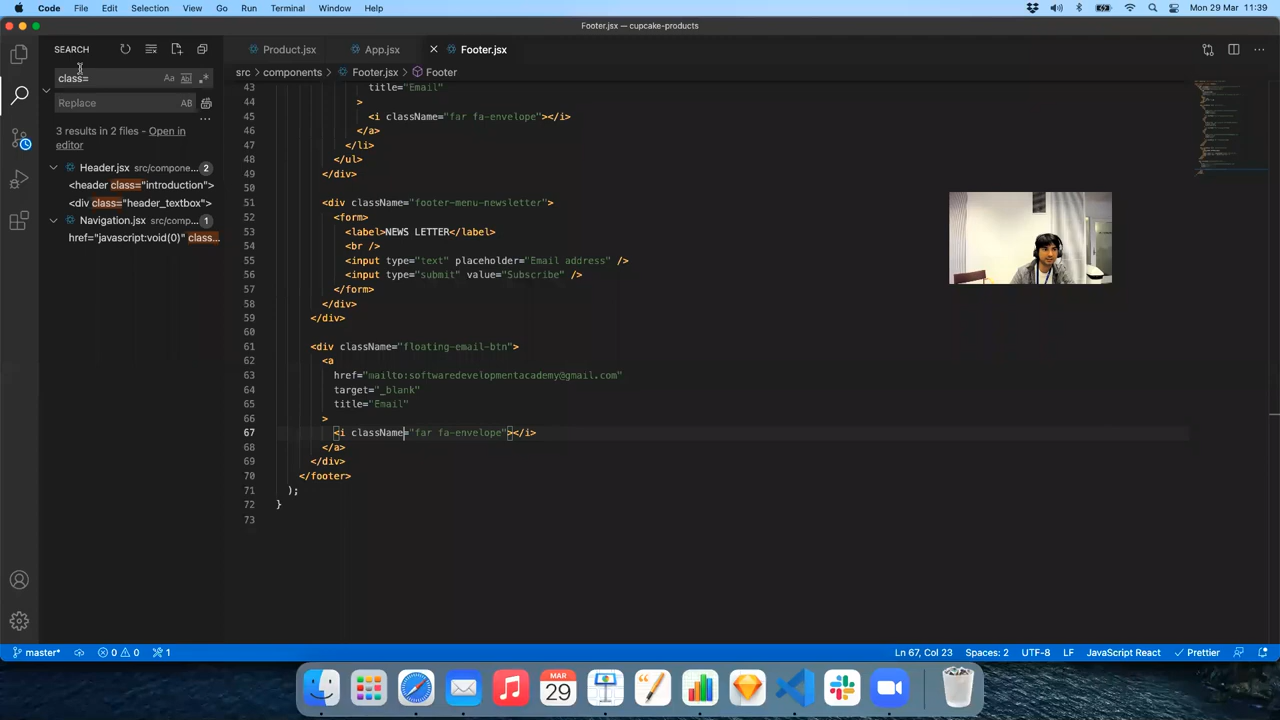 Code File Edit Selection View Go Run Terminal Window Help Mon 29 Mar 11:39
Footer.jsx — cupcake-products
SEARCH
Product.jsx App.jsx Footer.jsx
src components Footer.jsx Footer
class= Aa Abl .*
Replace AB
...
3 results in 2 files - Open in
editor
Header.jsx src/compone... 2
<header class="introduction">
<div class="header_textbox">
Navigation.jsx src/comp... 1
href="javascript:void(0)" class...
43 title="Email"
44 >
45 <i className="far fa-envelope"></i>
46 </a>
47 </li>
48 </ul>
49 </div>
50
51 <div className="footer-menu-newsletter">
52 <form>
53 <label>NEWS LETTER</label>
54 <br />
55 <input type="text" placeholder="Email address" />
56 <input type="submit" value="Subscribe" />
57 </form>
58 </div>
59 </div>
60
61 <div className="floating-email-btn">
62 <a
63 href="mailto:softwaredevelopmentacademy@gmail.com"
64 target="_blank"
65 title="Email"
66 >
67 <i className="far fa-envelope"></i>
68 </a>
69 </div>
70 </footer>
71 );
72 }
73
master* 0 0 1 Ln 67, Col 23 Spaces: 2 UTF-8 LF JavaScript React Prettier
MAR
29